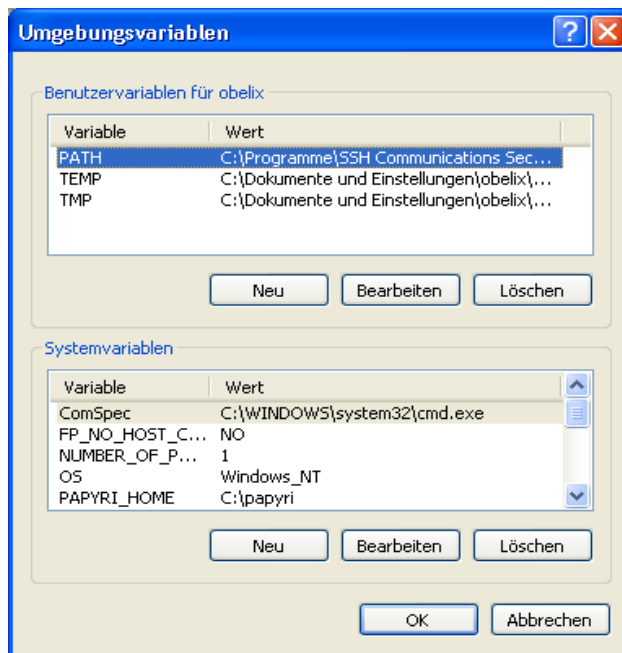 Umgebungsvariablen
Benutzervariablen für obelix
Variable Wert
PATH C:\Programme\SSH Communications Sec...
TEMP C:\Dokumente und Einstellungen\obelix\...
TMP C:\Dokumente und Einstellungen\obelix\...
Neu Bearbeiten Löschen
Systemvariablen
Variable Wert
ComSpec C:\WINDOWS\system32\cmd.exe
FP_NO_HOST_C... NO
NUMBER_OF_P... 1
OS Windows_NT
PAPYRI_HOME C:\papyri
Neu Bearbeiten Löschen
OK Abbrechen